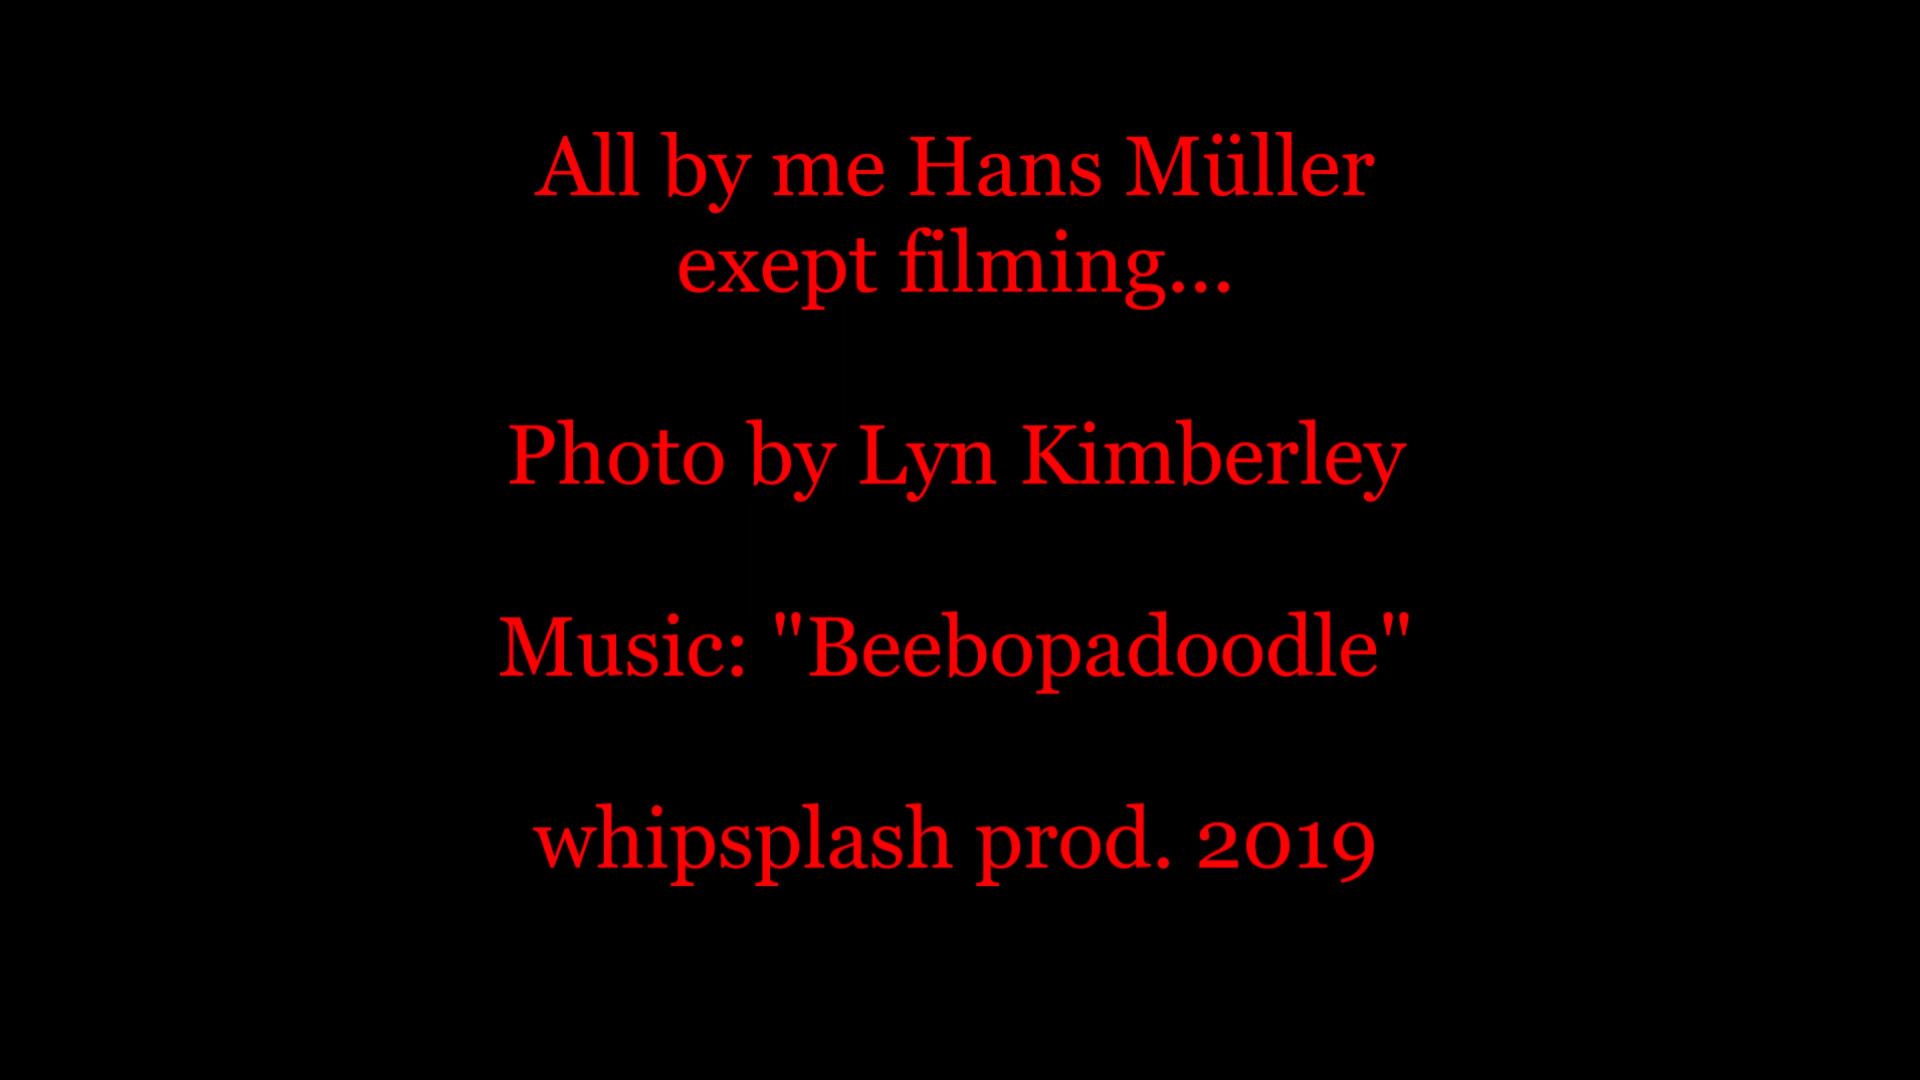 All by me Hans Müller
exept filming...
Photo by Lyn Kimberley
Music: "Beebopadoodle"
whipsplash prod. 2019